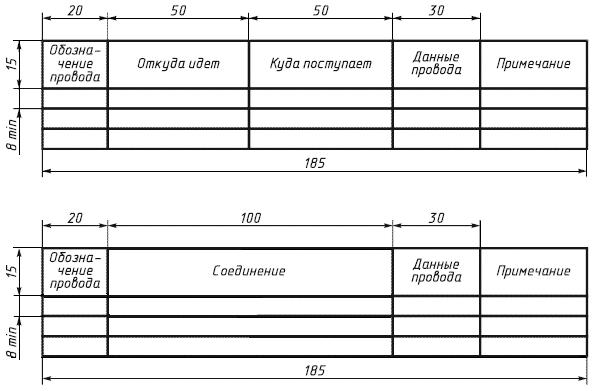 20 50 50 30
15
Обозна-
чение
провода
Откуда идет
Куда поступает
Данные
провода
Примечание
8 min
185
20 100 30
15
Обозна-
чение
провода
Соединение
Данные
провода
Примечание
8 min
185